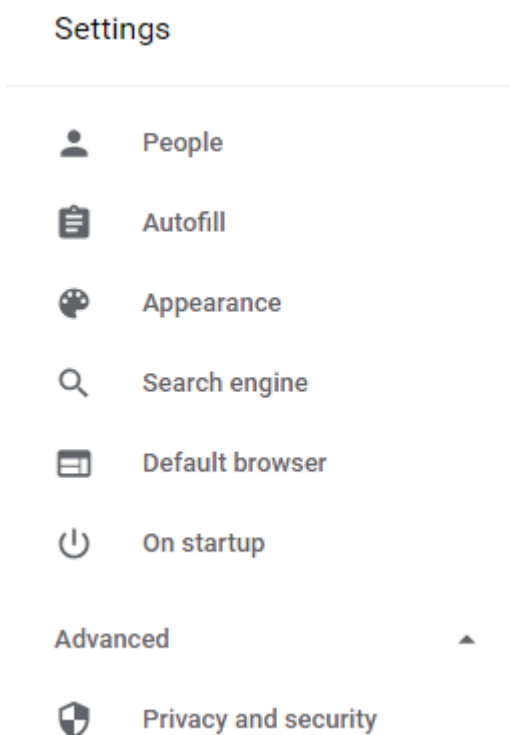 Settings
People
Autofill
Appearance
Search engine
Default browser
On startup
Advanced
Privacy and security